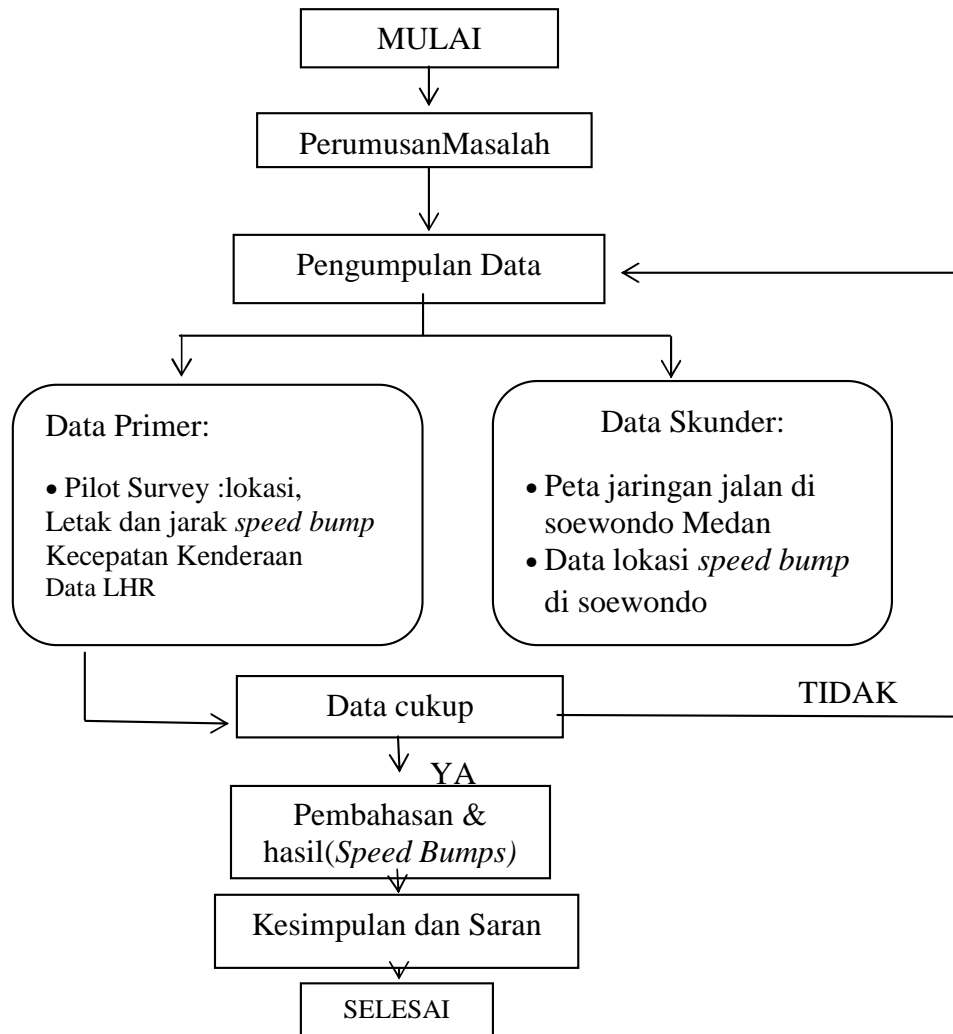 MULAI
PerumusanMasalah
Pengumpulan Data
Data Primer:
• Pilot Survey :lokasi,
Letak dan jarak speed bump
Kecepatan Kenderaan
Data LHR
Data Skunder:
• Peta jaringan jalan di
soewondo Medan
• Data lokasi speed bump
di soewondo
Data cukup
TIDAK
YA
Pembahasan &
hasil(Speed Bumps)
Kesimpulan dan Saran
SELESAI